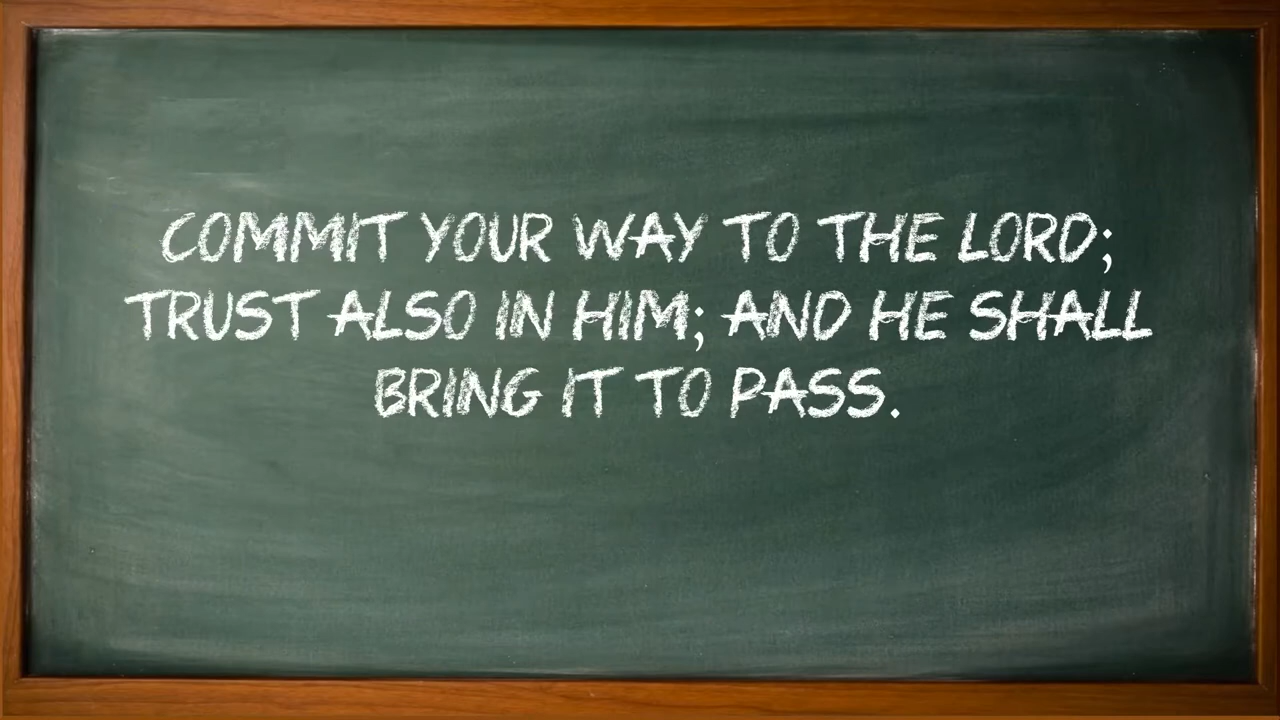 COMMIT YOUR WAY TO THE LORD;
TRUST ALSO IN HIM; AND HE SHALL
BRING IT TO PASS.